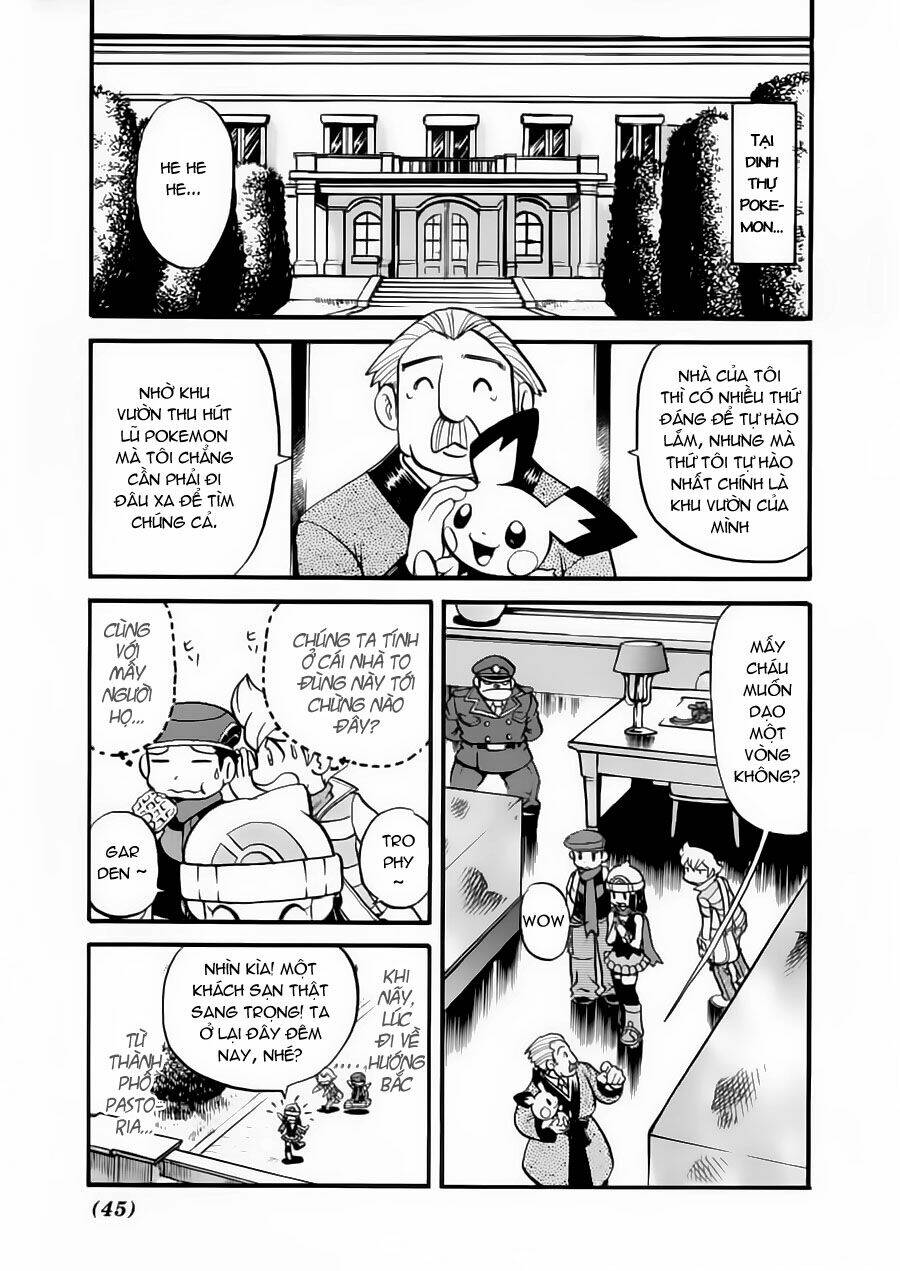 TẠI
DINH
THỰ
POKE-
MON...
HE HE
HE...
NHÀ CỦA TÔI
THÌ CÓ NHIỀU THỨ
ĐÁNG ĐỂ TỰ HÀO
LẮM, NHƯNG MÀ
THỨ TÔI TỰ HÀO
NHẤT CHÍNH LÀ
KHU VƯỜN CỦA
MÌNH
NHỜ KHU
VƯỜN THU HÚT
LŨ POKEMON
MÀ TÔI CHẲNG
CẦN PHẢI ĐI
ĐÂU XA ĐỂ TÌM
CHÚNG CẢ.
MẤY
CHÁU
MUỐN
DẠO
MỘT
VÒNG
KHÔNG?
WOW
CHÚNG TA TÍNH
Ở CÁI NHÀ TO
ĐÙNG NÀY TỚI
CHỪNG NÀO
ĐÂY?
CÙNG
VỚI
MẤY
NGƯỜI
HỌ...
TRO
PHY
~
GAR
DEN ~
KHI
NÃY,
LÚC
ĐI VỀ
HƯỚNG
BẮC
.....
NHÌN KÌA! MỘT
KHÁCH SẠN THẬT
SANG TRỌNG! TA
Ở LẠI ĐÂY ĐÊM
NAY, NHÉ?
TỪ
THÀNH
PHỐ
PASTO-
RIA...
(45)